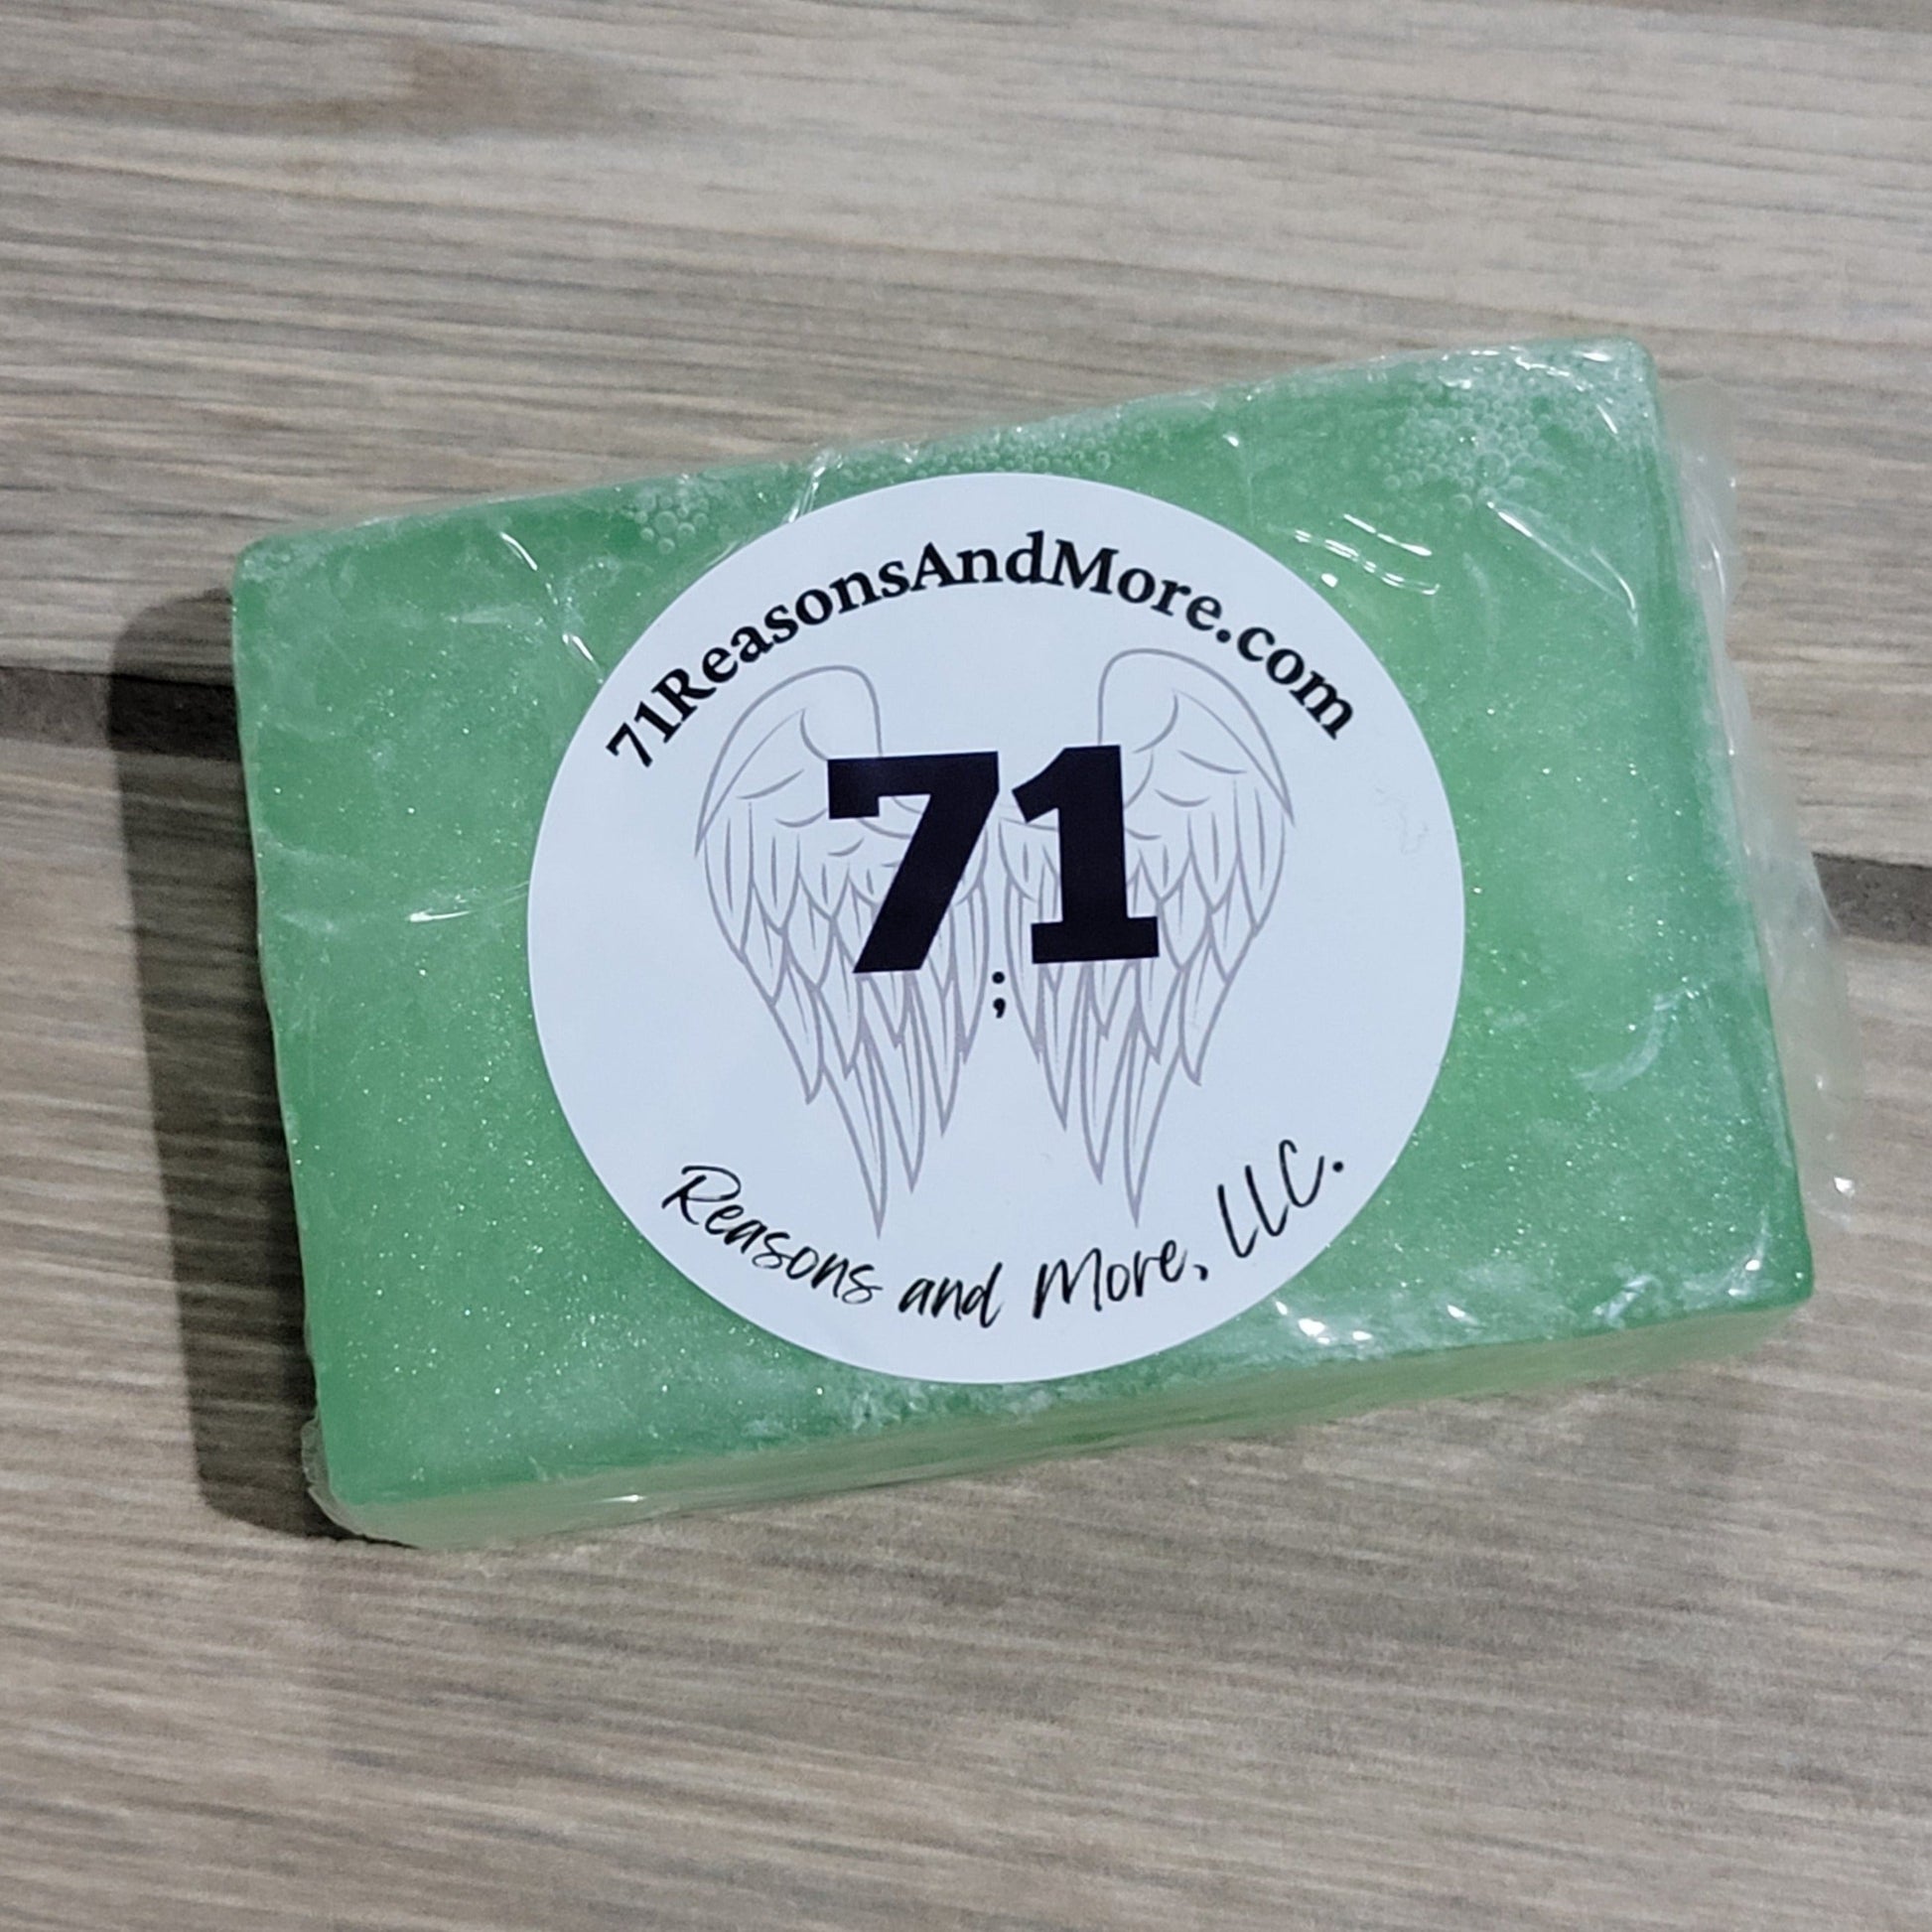 71ReasonsAndMore.com
71
;
Reasons and More, LLC.